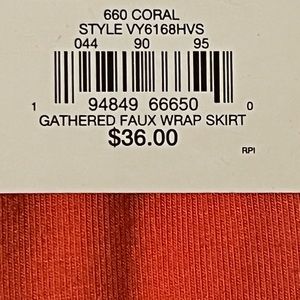 660 CORAL
STYLE VY6168HVS
044 90 95
1 94849 66650 0
GATHERED FAUX WRAP SKIRT
$36.00
RPI